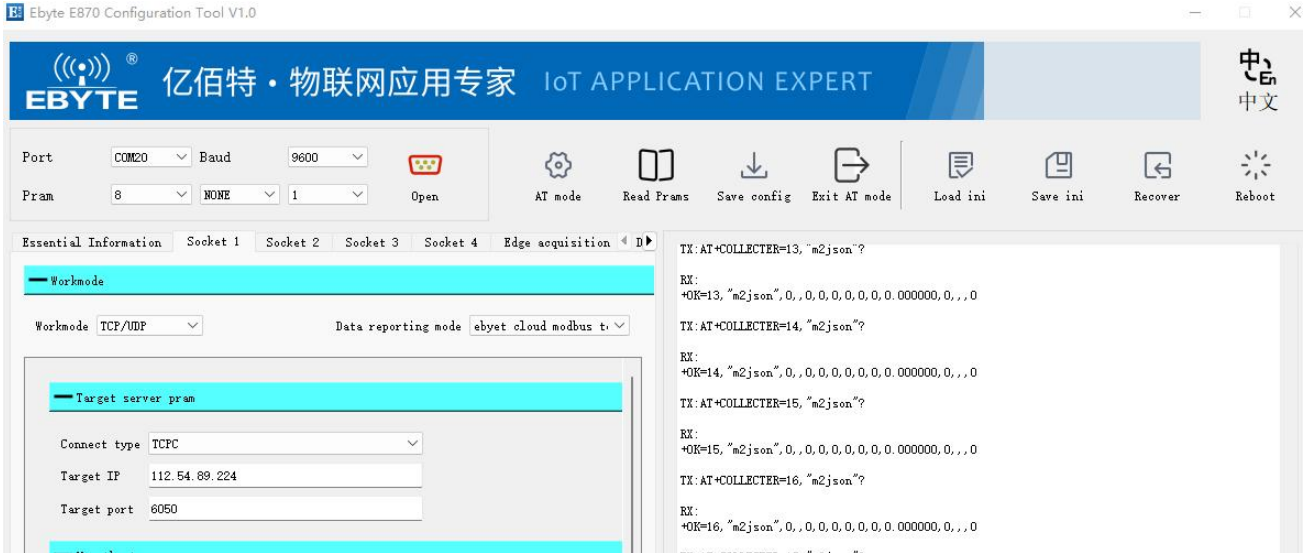 Ebyte E870 Configuration Tool V1.0
((·)) ®
EBYTE 亿佰特·物联网应用专家 IoT APPLICATION EXPERT
中 En
中文
Port COM20 Baud 9600
Pram 8 NONE 1 Open AT mode Read Prams Save config Exit AT mode Load ini Save ini Recover Reboot
Essential Information Socket 1 Socket 2 Socket 3 Socket 4 Edge acquisition D
Workmode
Workmode TCP/UDP Data reporting mode ebyet cloud modbus t
Target server pram
Connect type TCPC
Target IP 112.54.89.224
Target port 6050
TX:AT+COLLECTER=13,"m2json"?
RX:
+OK=13,"m2json",0,,0,0,0,0,0,0,0.000000,0,,,0
TX:AT+COLLECTER=14,"m2json"?
RX:
+OK=14,"m2json",0,,0,0,0,0,0,0,0.000000,0,,,0
TX:AT+COLLECTER=15,"m2json"?
RX:
+OK=15,"m2json",0,,0,0,0,0,0,0,0.000000,0,,,0
TX:AT+COLLECTER=16,"m2json"?
RX:
+OK=16,"m2json",0,,0,0,0,0,0,0,0.000000,0,,,0